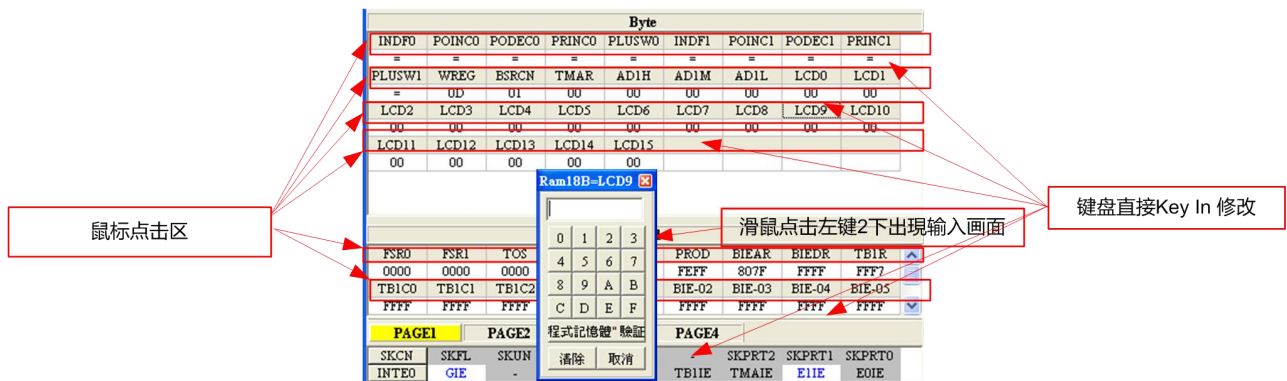 Byte
INDF0 POINC0 PODEC0 PRINC0 PLUSW0 INDF1 POINC1 PODEC1 PRINC1
= = = = = = = = =
PLUSW1 WREG BSRCN TMAR AD1H AD1M AD1L LCD0 LCD1
= 0D 01 00 00 00 00 00 00
LCD2 LCD3 LCD4 LCD5 LCD6 LCD7 LCD8 LCD9 LCD10
00 00 00 00 00 00 00 00 00
LCD11 LCD12 LCD13 LCD14 LCD15
00 00 00 00 00
Ram18B=LCD9
0 1 2 3
4 5 6 7
8 9 A B
C D E F
程式記憶體" 驗証
清除 取消
鼠标点击区
滑鼠点击左键2下出現输入画面
键盘直接Key In 修改
FSR0 FSR1 TOS PROD BIEAR BIEDR TB1R
0000 0000 0000 FEFF 807F FFFF FFF7
TB1C0 TB1C1 TB1C2 BIE-02 BIE-03 BIE-04 BIE-05
FFFF FFFF FFFF FFFF FFFF FFFF FFFF
PAGE1 PAGE2 PAGE4
SKCN SKFL SKUN - SKPRT2 SKPRT1 SKPRT0
INTE0 GIE - TB1IE TMAIE E1IE E0IE